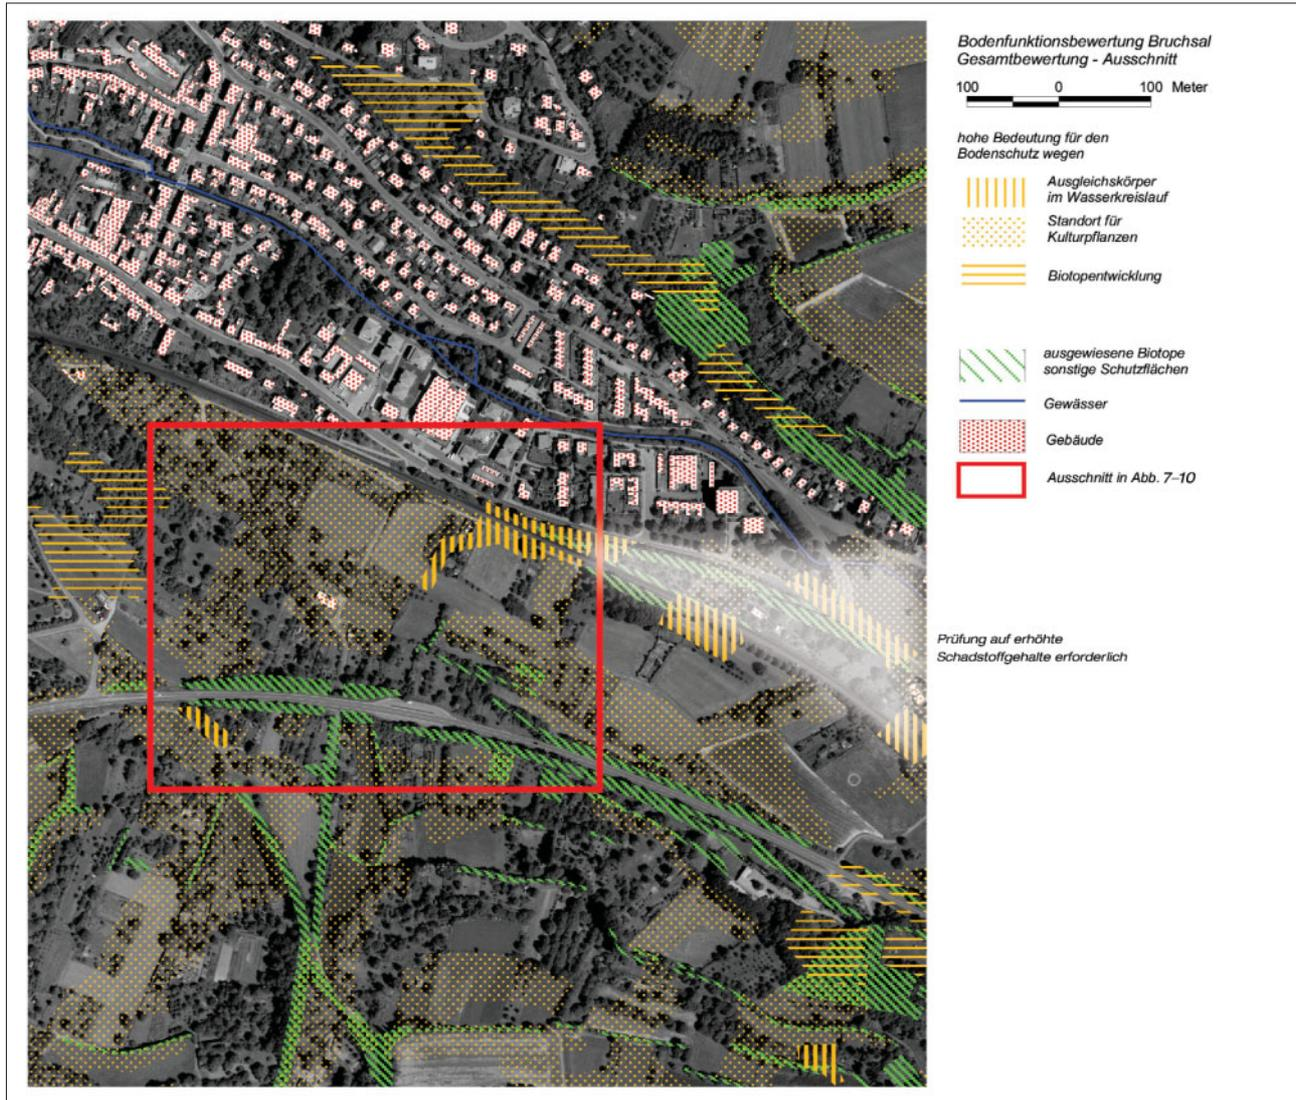 Bodenfunktionsbewertung Bruchsal
Gesamtbewertung - Ausschnitt
100 0 100 Meter
hohe Bedeutung für den
Bodenschutz wegen
Ausgleichskörper
im Wasserkreislauf
Standort für
Kulturpflanzen
Biotopentwicklung
ausgewiesene Biotope
sonstige Schutzflächen
Gewässer
Gebäude
Ausschnitt in Abb. 7–10
Prüfung auf erhöhte
Schadstoffgehalte erforderlich